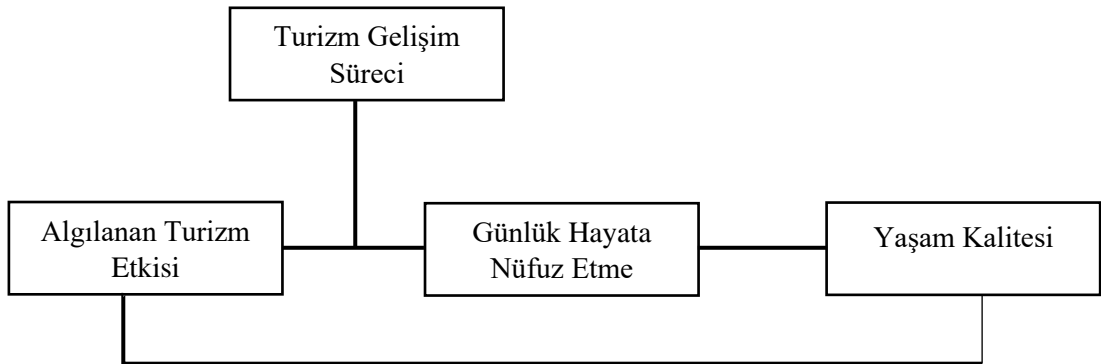 Turizm Gelişim
Süreci
Algılanan Turizm
Etkisi
Günlük Hayata
Nüfuz Etme
Yaşam Kalitesi